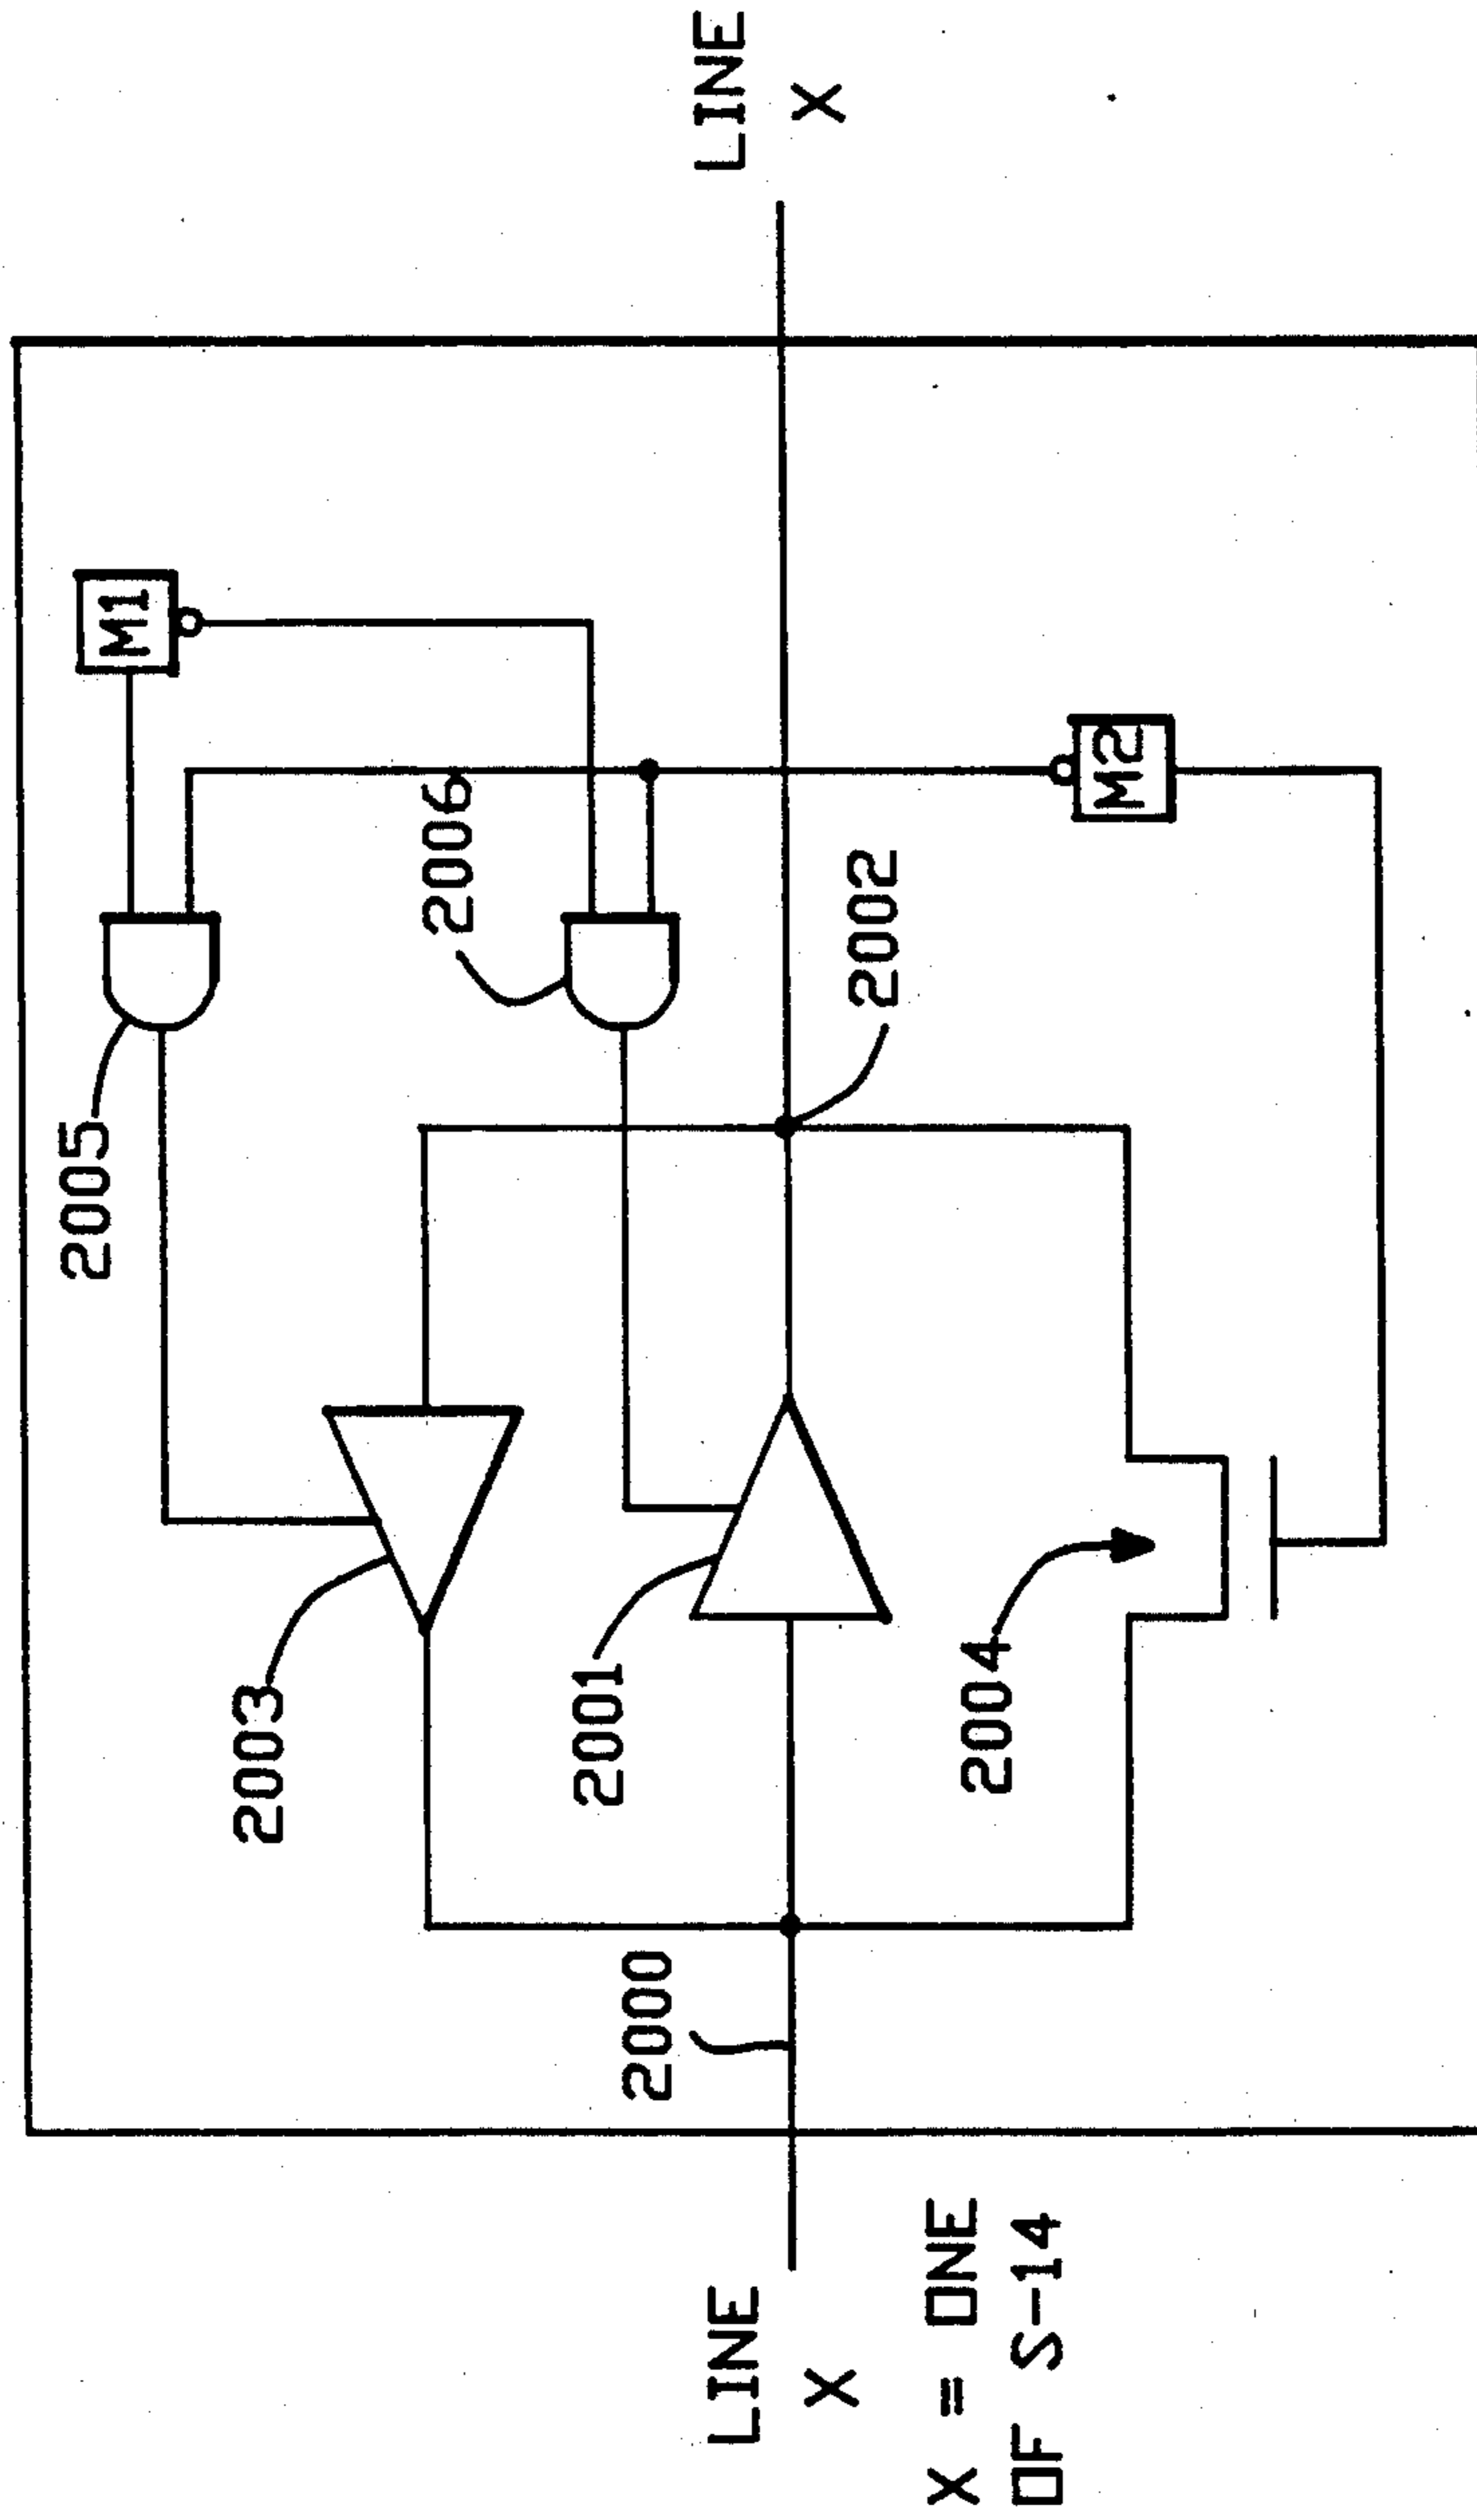 2005
M1
2003
2006
2001
2000
LINE
X
LINE
X
2002
2004
M2
X = ONE
OF S-14